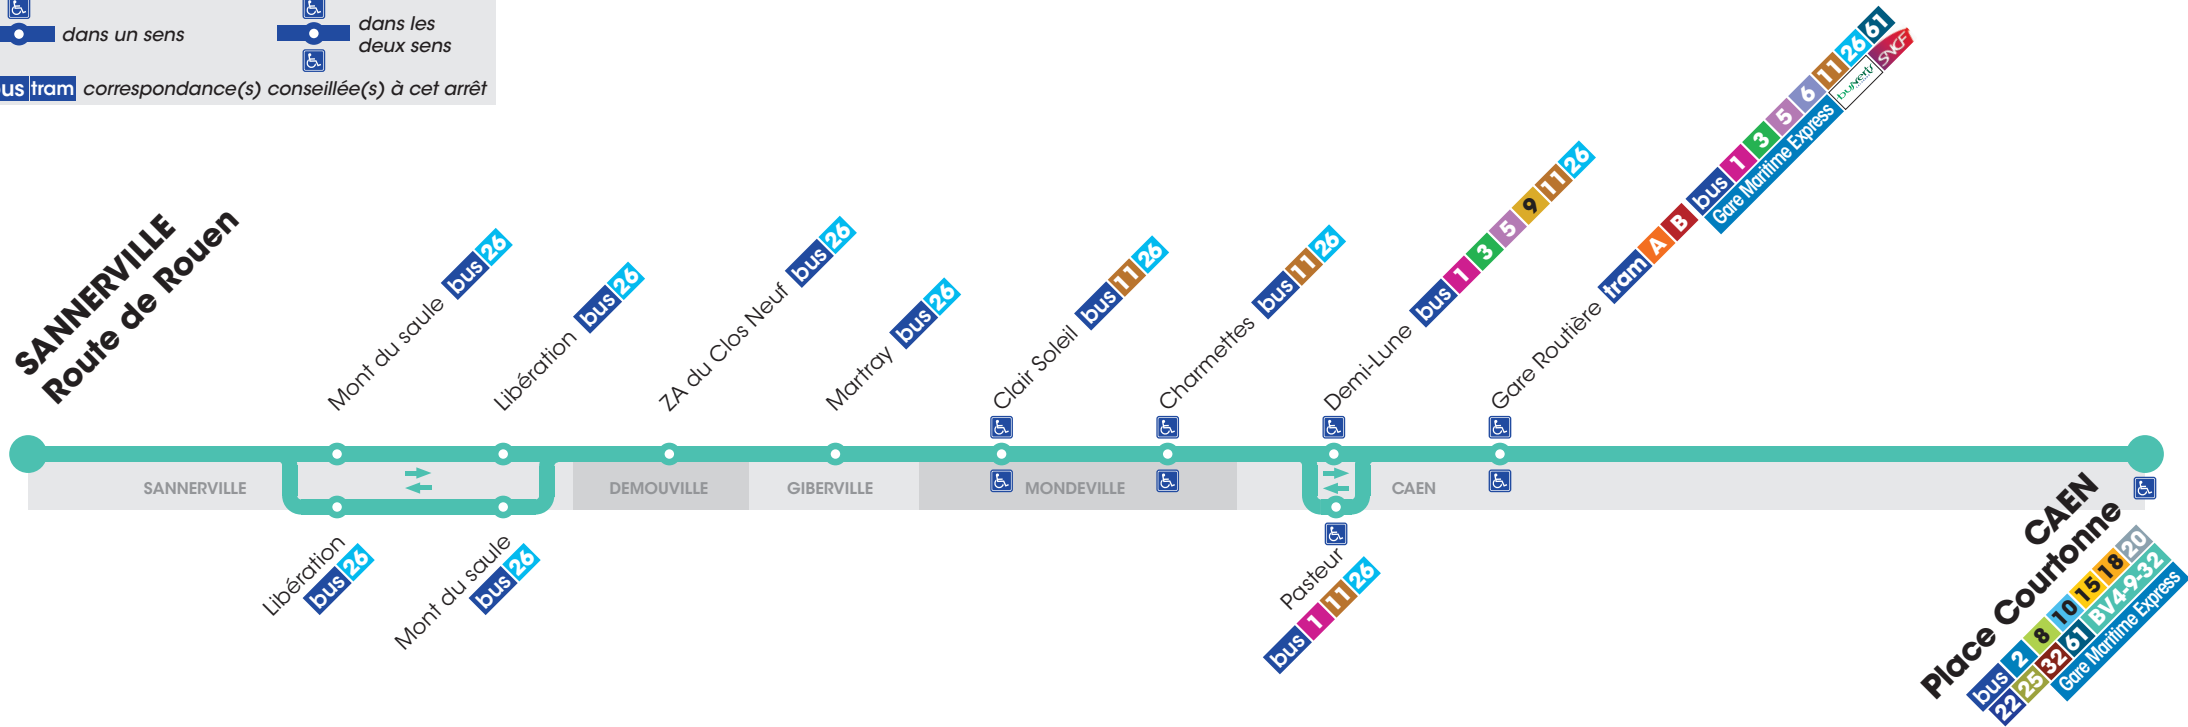 dans un sens
dans les
deux sens
us tram correspondance(s) conseillée(s) à cet arrêt
SANNERVILLE
Route de Rouen
Mont du saule bus 26
Libération bus 26
ZA du Clos Neuf bus 26
Martray bus 26
Clair Soleil bus 11 26
Charmettes bus 11 26
Demi-Lune bus 1 3 5 9 11 26
Gare Routière tram A B bus 1 3 5 6 11 26 61
Gare Maritime Express
buverts
SNCF
SANNERVILLE
DEMOUVILLE
GIBERVILLE
MONDEVILLE
CAEN
Libération
bus 26
Mont du saule
bus 26
Pasteur
bus 1 11 26
CAEN
Place Courtonne
bus 2 8 10 15 18 20
22 25 32 61 BV4-9-32
Gare Maritime Express